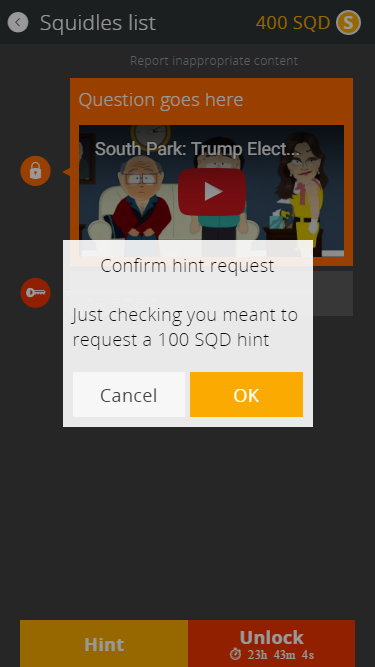 Squidles list
400 SQD S
Report inappropriate content
Question goes here
South Park: Trump Elect...
Confirm hint request
Just checking you meant to
request a 100 SQD hint
Cancel
OK
Hint
Unlock
23h 43m 4s